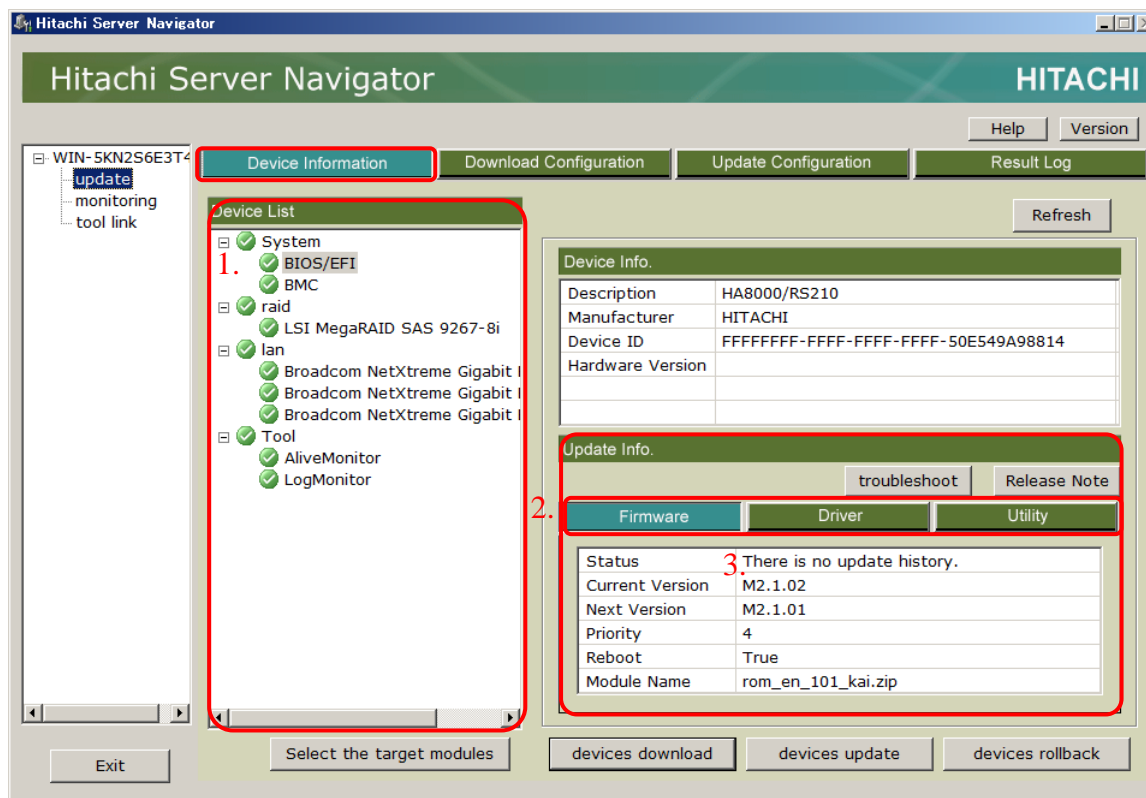 Hitachi Server Navigator
Hitachi Server Navigator
HITACHI
Help
Version
WIN-5KN2S6E3T4
update
monitoring
tool link
Device Information
Download Configuration
Update Configuration
Result Log
Device List
Refresh
1.
System
BIOS/EFI
BMC
raid
LSI MegaRAID SAS 9267-8i
lan
Broadcom NetXtreme Gigabit
Broadcom NetXtreme Gigabit
Broadcom NetXtreme Gigabit
Tool
AliveMonitor
LogMonitor
Device Info.
Description HA8000/RS210
Manufacturer HITACHI
Device ID FFFFFFFF-FFFF-FFFF-FFFF-50E549A98814
Hardware Version
Update Info.
troubleshoot
Release Note
2.
Firmware
Driver
Utility
3.
Status There is no update history.
Current Version M2.1.02
Next Version M2.1.01
Priority 4
Reboot True
Module Name rom_en_101_kai.zip
Exit
Select the target modules
devices download
devices update
devices rollback